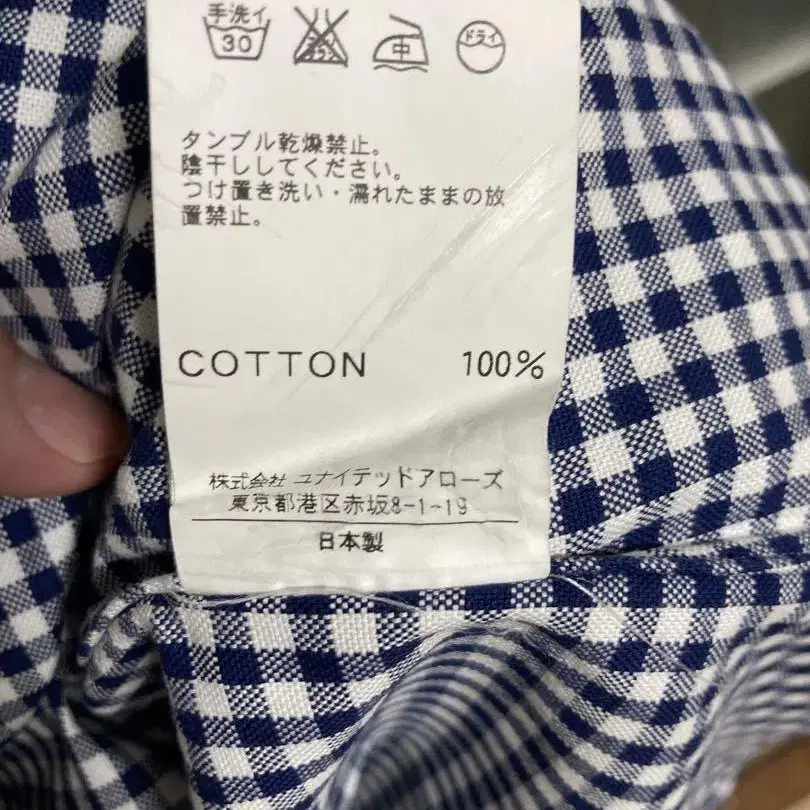 手洗イ
30
中
ドライ
タンブル乾燥禁止。
陰干ししてください。
つけ置き洗い・濡れたままの放
置禁止。
COTTON 100%
株式会社 ユナイテッドアローズ
東京都港区赤坂8-1-19
日本製